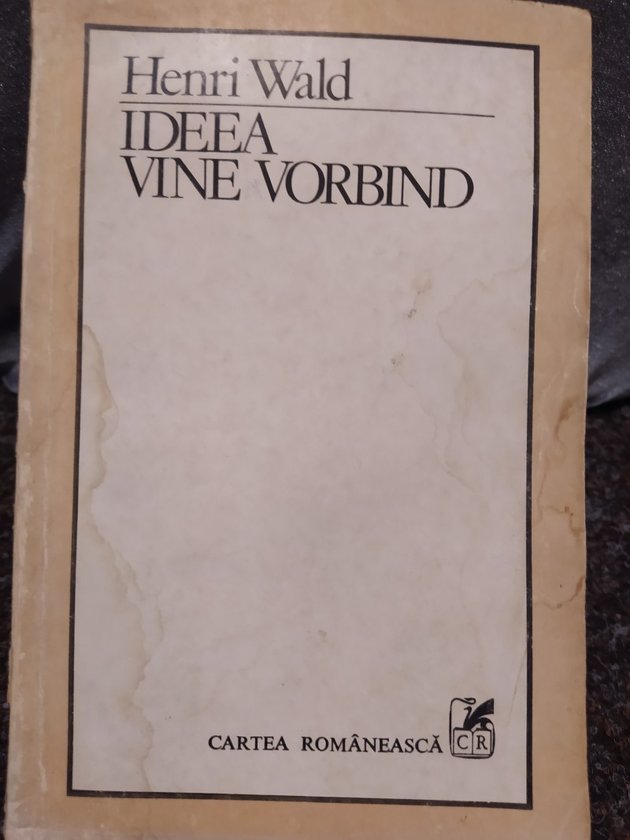 Henri Wald
IDEEA
VINE VORBIND
CARTEA ROMÂNEASCĂ
CR